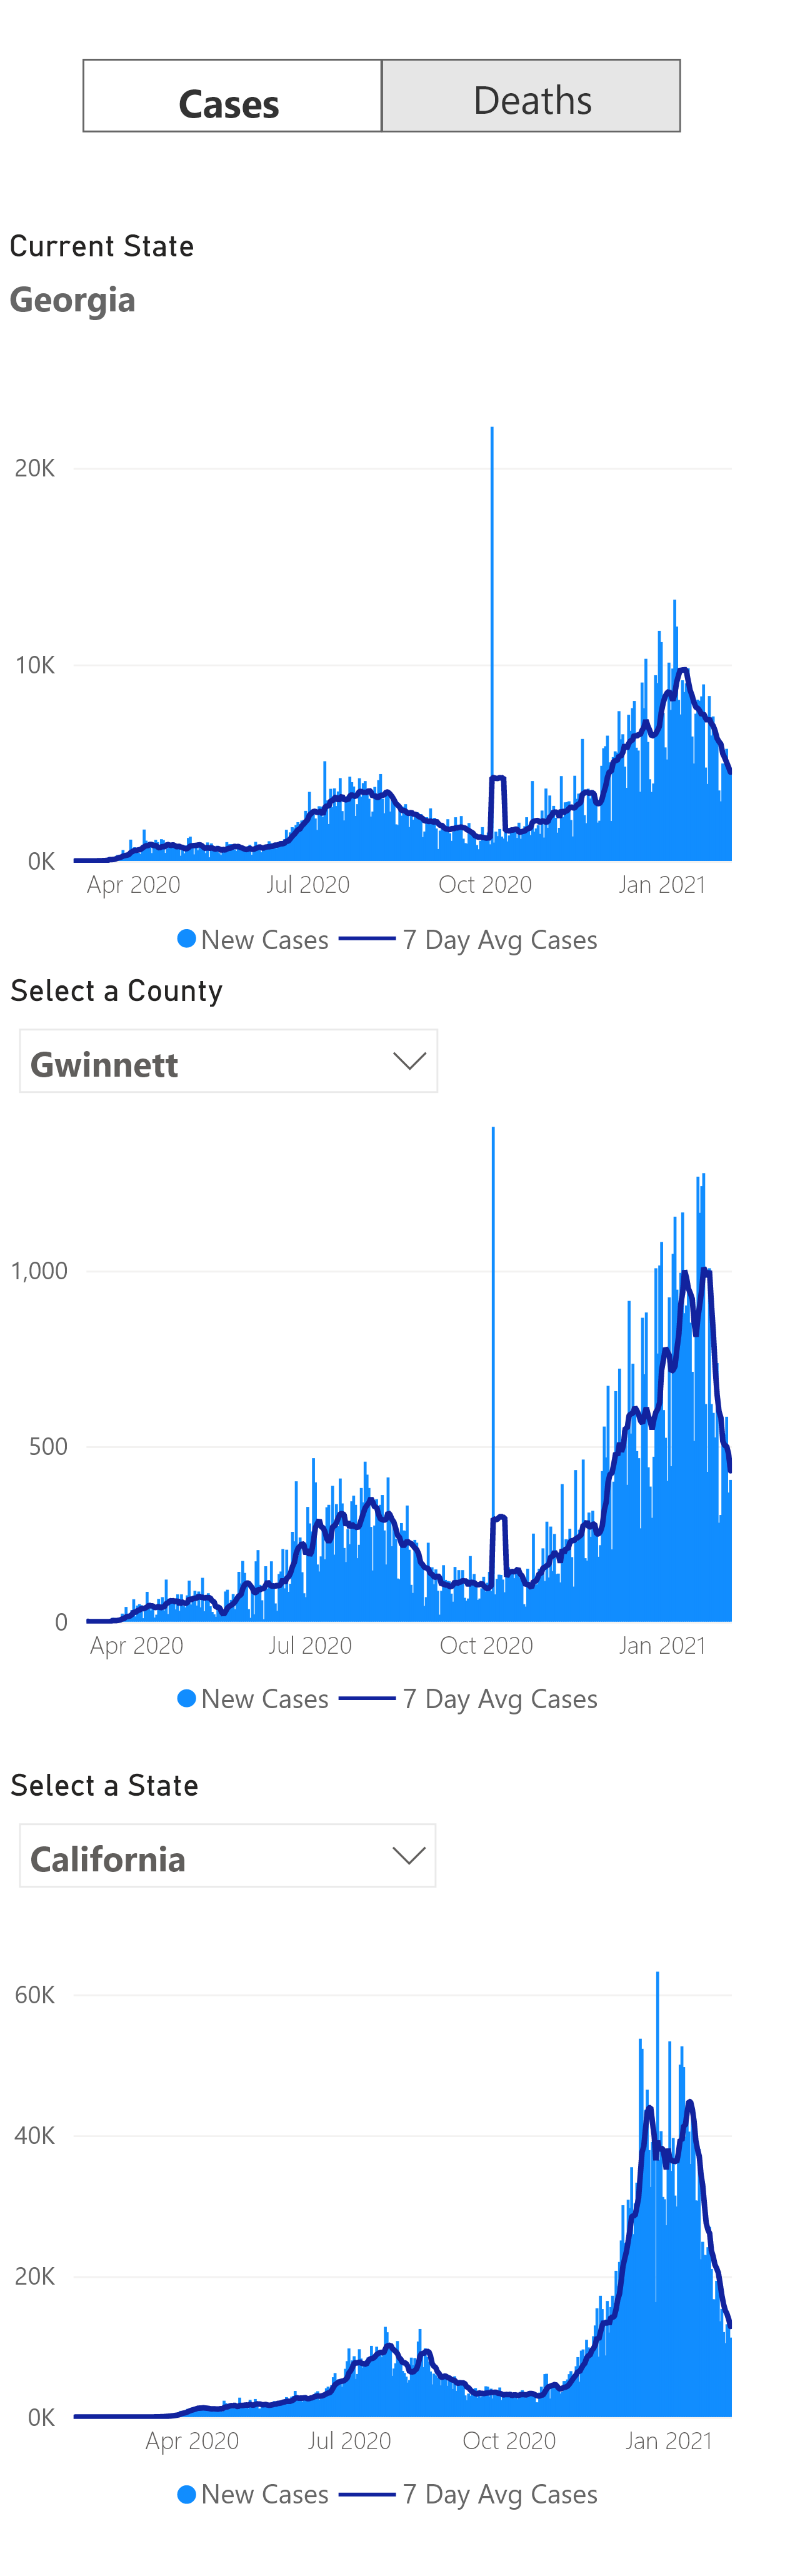 Cases Deaths
Current State
Georgia
20K
10K
0K
Apr 2020 Jul 2020 Oct 2020 Jan 2021
New Cases 7 Day Avg Cases
Select a County
Gwinnett
1,000
500
0
Apr 2020 Jul 2020 Oct 2020 Jan 2021
New Cases 7 Day Avg Cases
Select a State
California
60K
40K
20K
0K
Apr 2020 Jul 2020 Oct 2020 Jan 2021
New Cases 7 Day Avg Cases